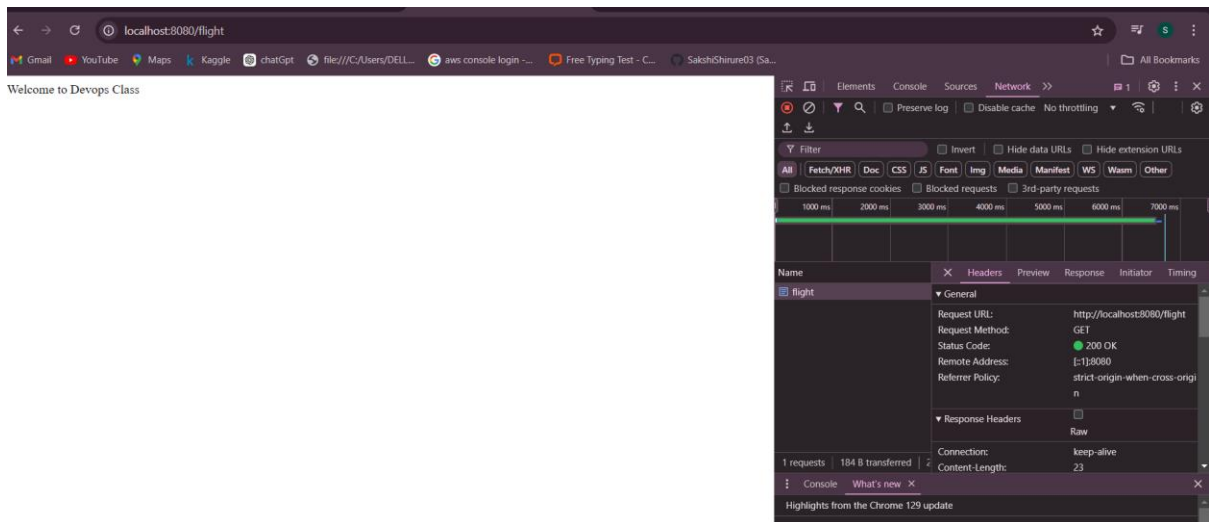 localhost:8080/flight
S
Gmail YouTube Maps Kaggle chatGpt file:///C:/Users/DELL... aws console login -... Free Typing Test - C... SakshiShirure03 (Sa... All Bookmarks
Welcome to Devops Class
Elements Console Sources Network 1
Preserve log Disable cache No throttling
Filter Invert Hide data URLs Hide extension URLs
All Fetch/XHR Doc CSS JS Font Img Media Manifest WS Wasm Other
Blocked response cookies Blocked requests 3rd-party requests
1000 ms 2000 ms 3000 ms 4000 ms 5000 ms 6000 ms 7000 ms
Name Headers Preview Response Initiator Timing
flight General
Request URL: http://localhost:8080/flight
Request Method: GET
Status Code: 200 OK
Remote Address: [::1]:8080
Referrer Policy: strict-origin-when-cross-origi
n
Response Headers
Raw
Connection: keep-alive
1 requests 184 B transferred Content-Length: 23
Console What's new
Highlights from the Chrome 129 update